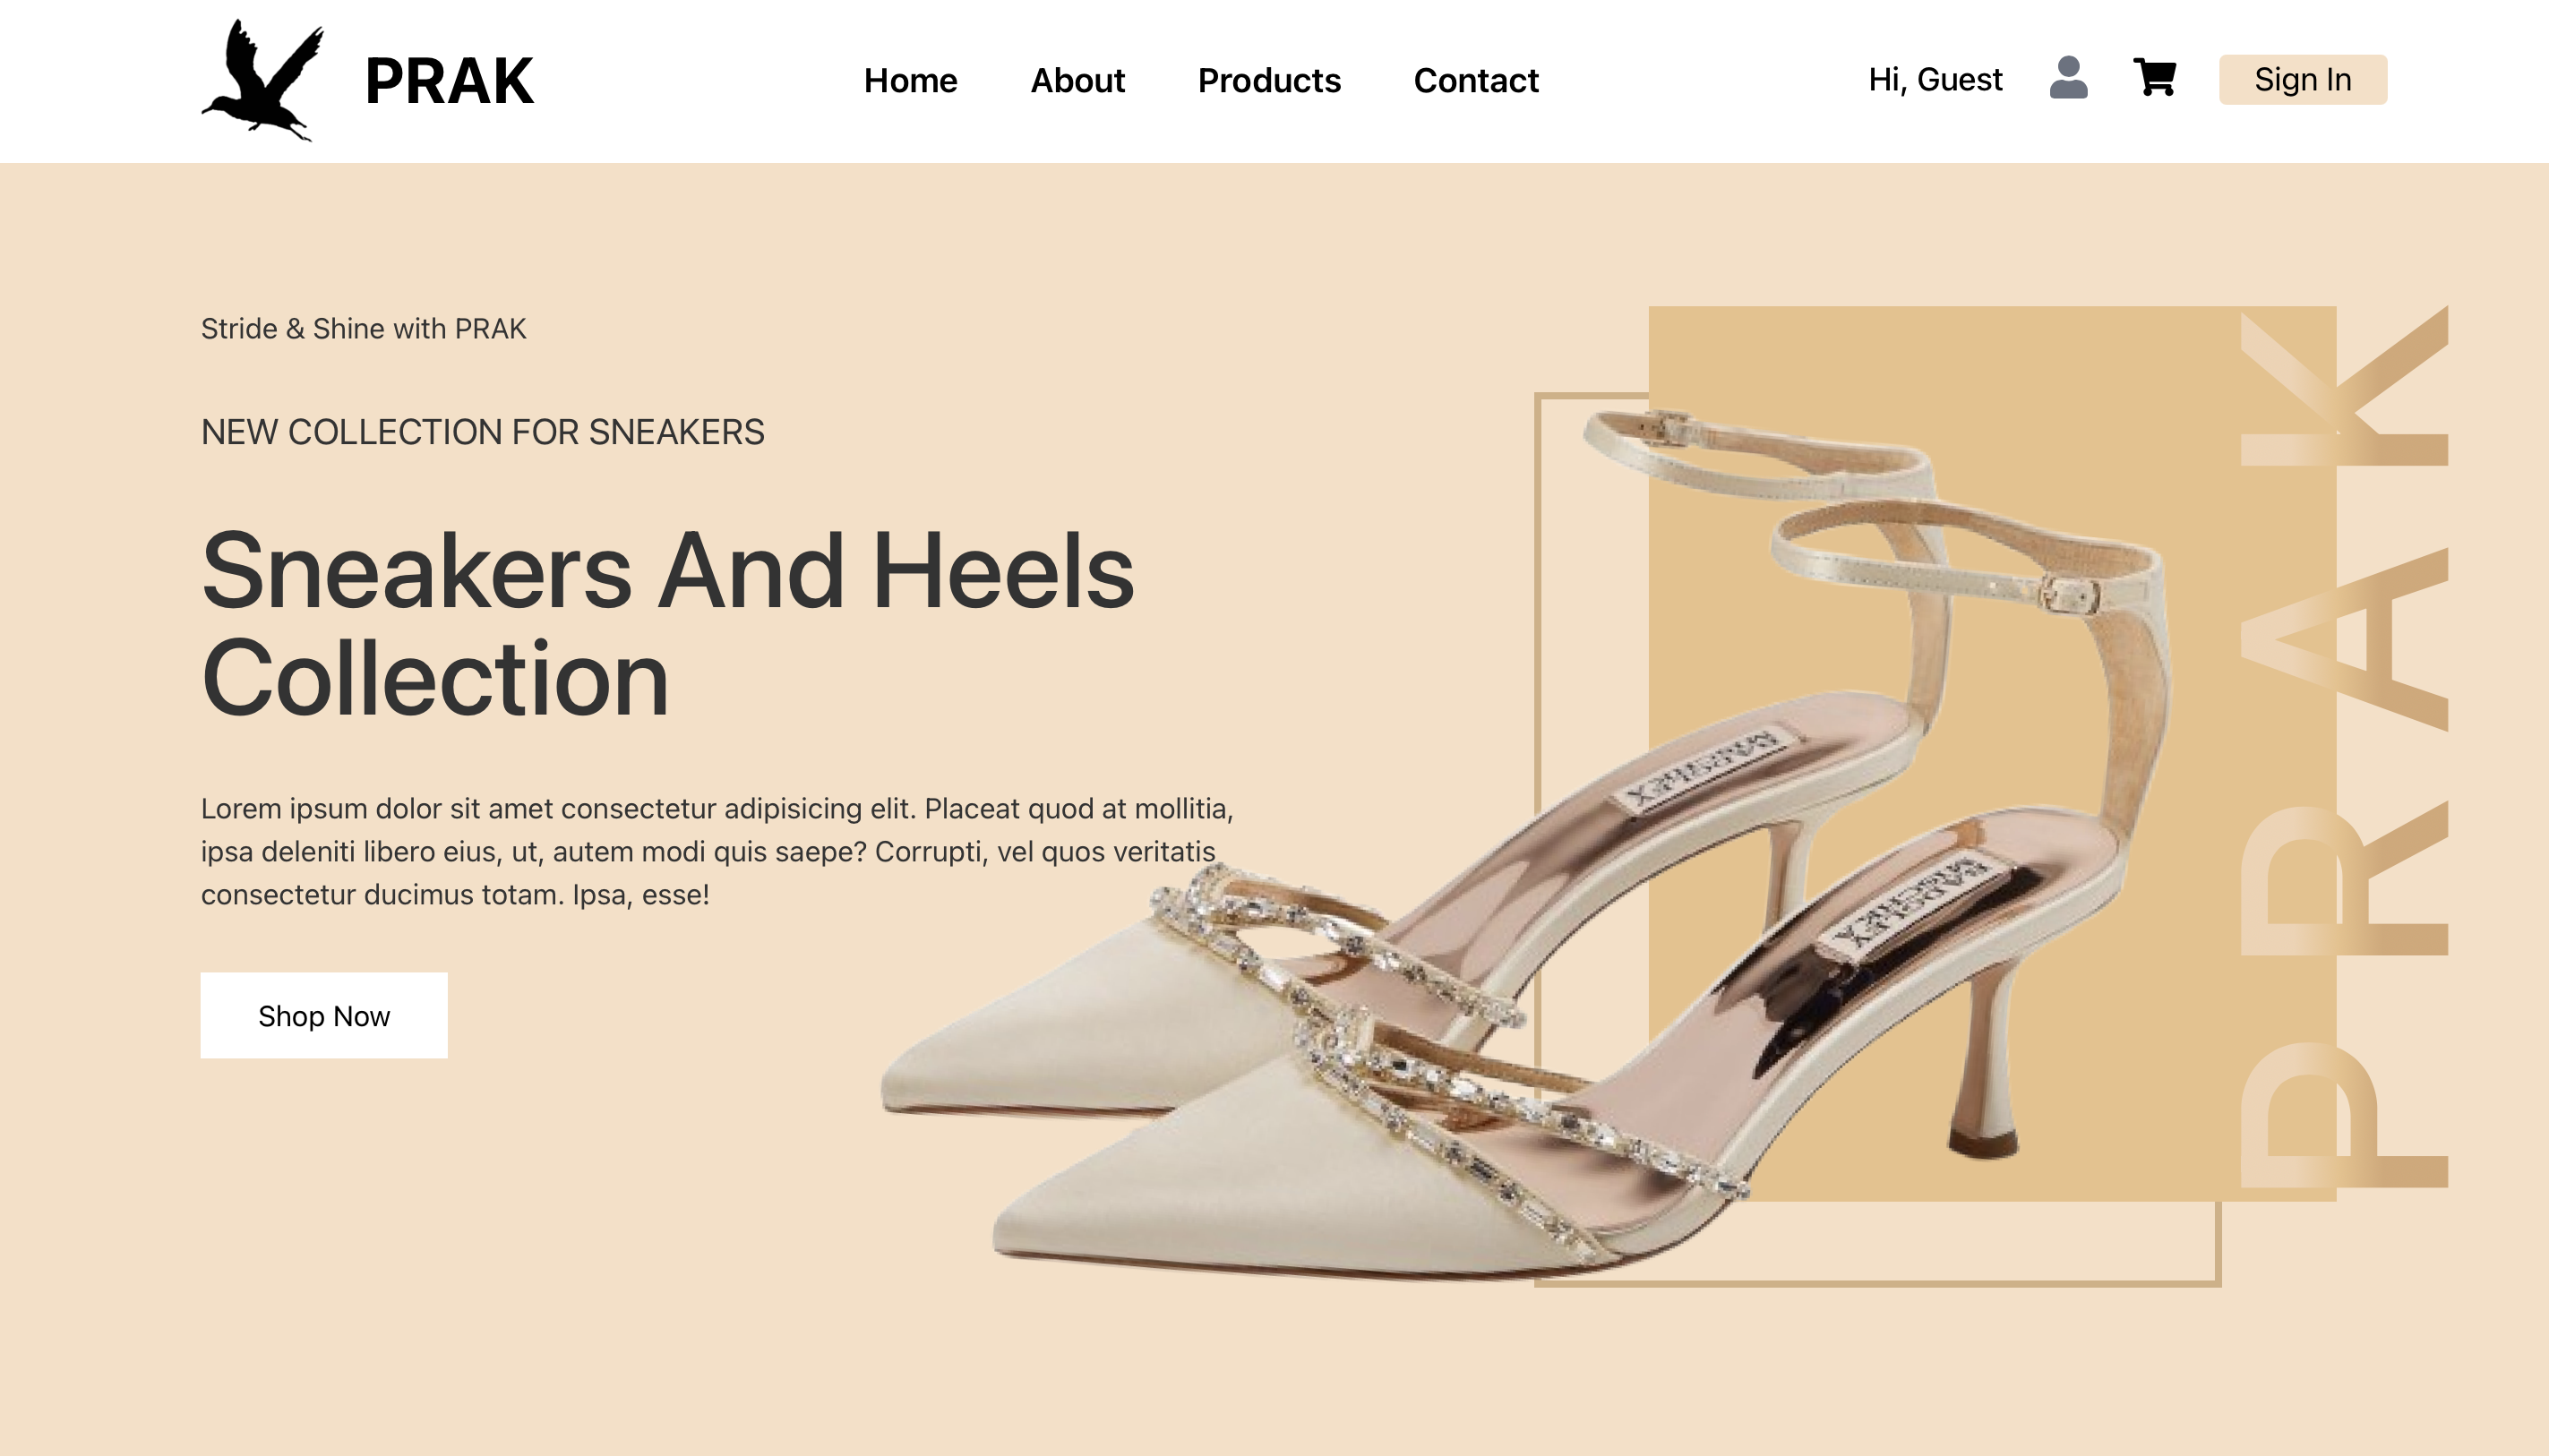 PRAK
Home
About
Products
Contact
Hi, Guest
Sign In
Stride & Shine with PRAK
NEW COLLECTION FOR SNEAKERS
Sneakers And Heels
Collection
Lorem ipsum dolor sit amet consectetur adipisicing elit. Placeat quod at mollitia,
ipsa deleniti libero eius, ut, autem modi quis saepe? Corrupti, vel quos veritatis
consectetur ducimus totam. Ipsa, esse!
Shop Now
PRAK